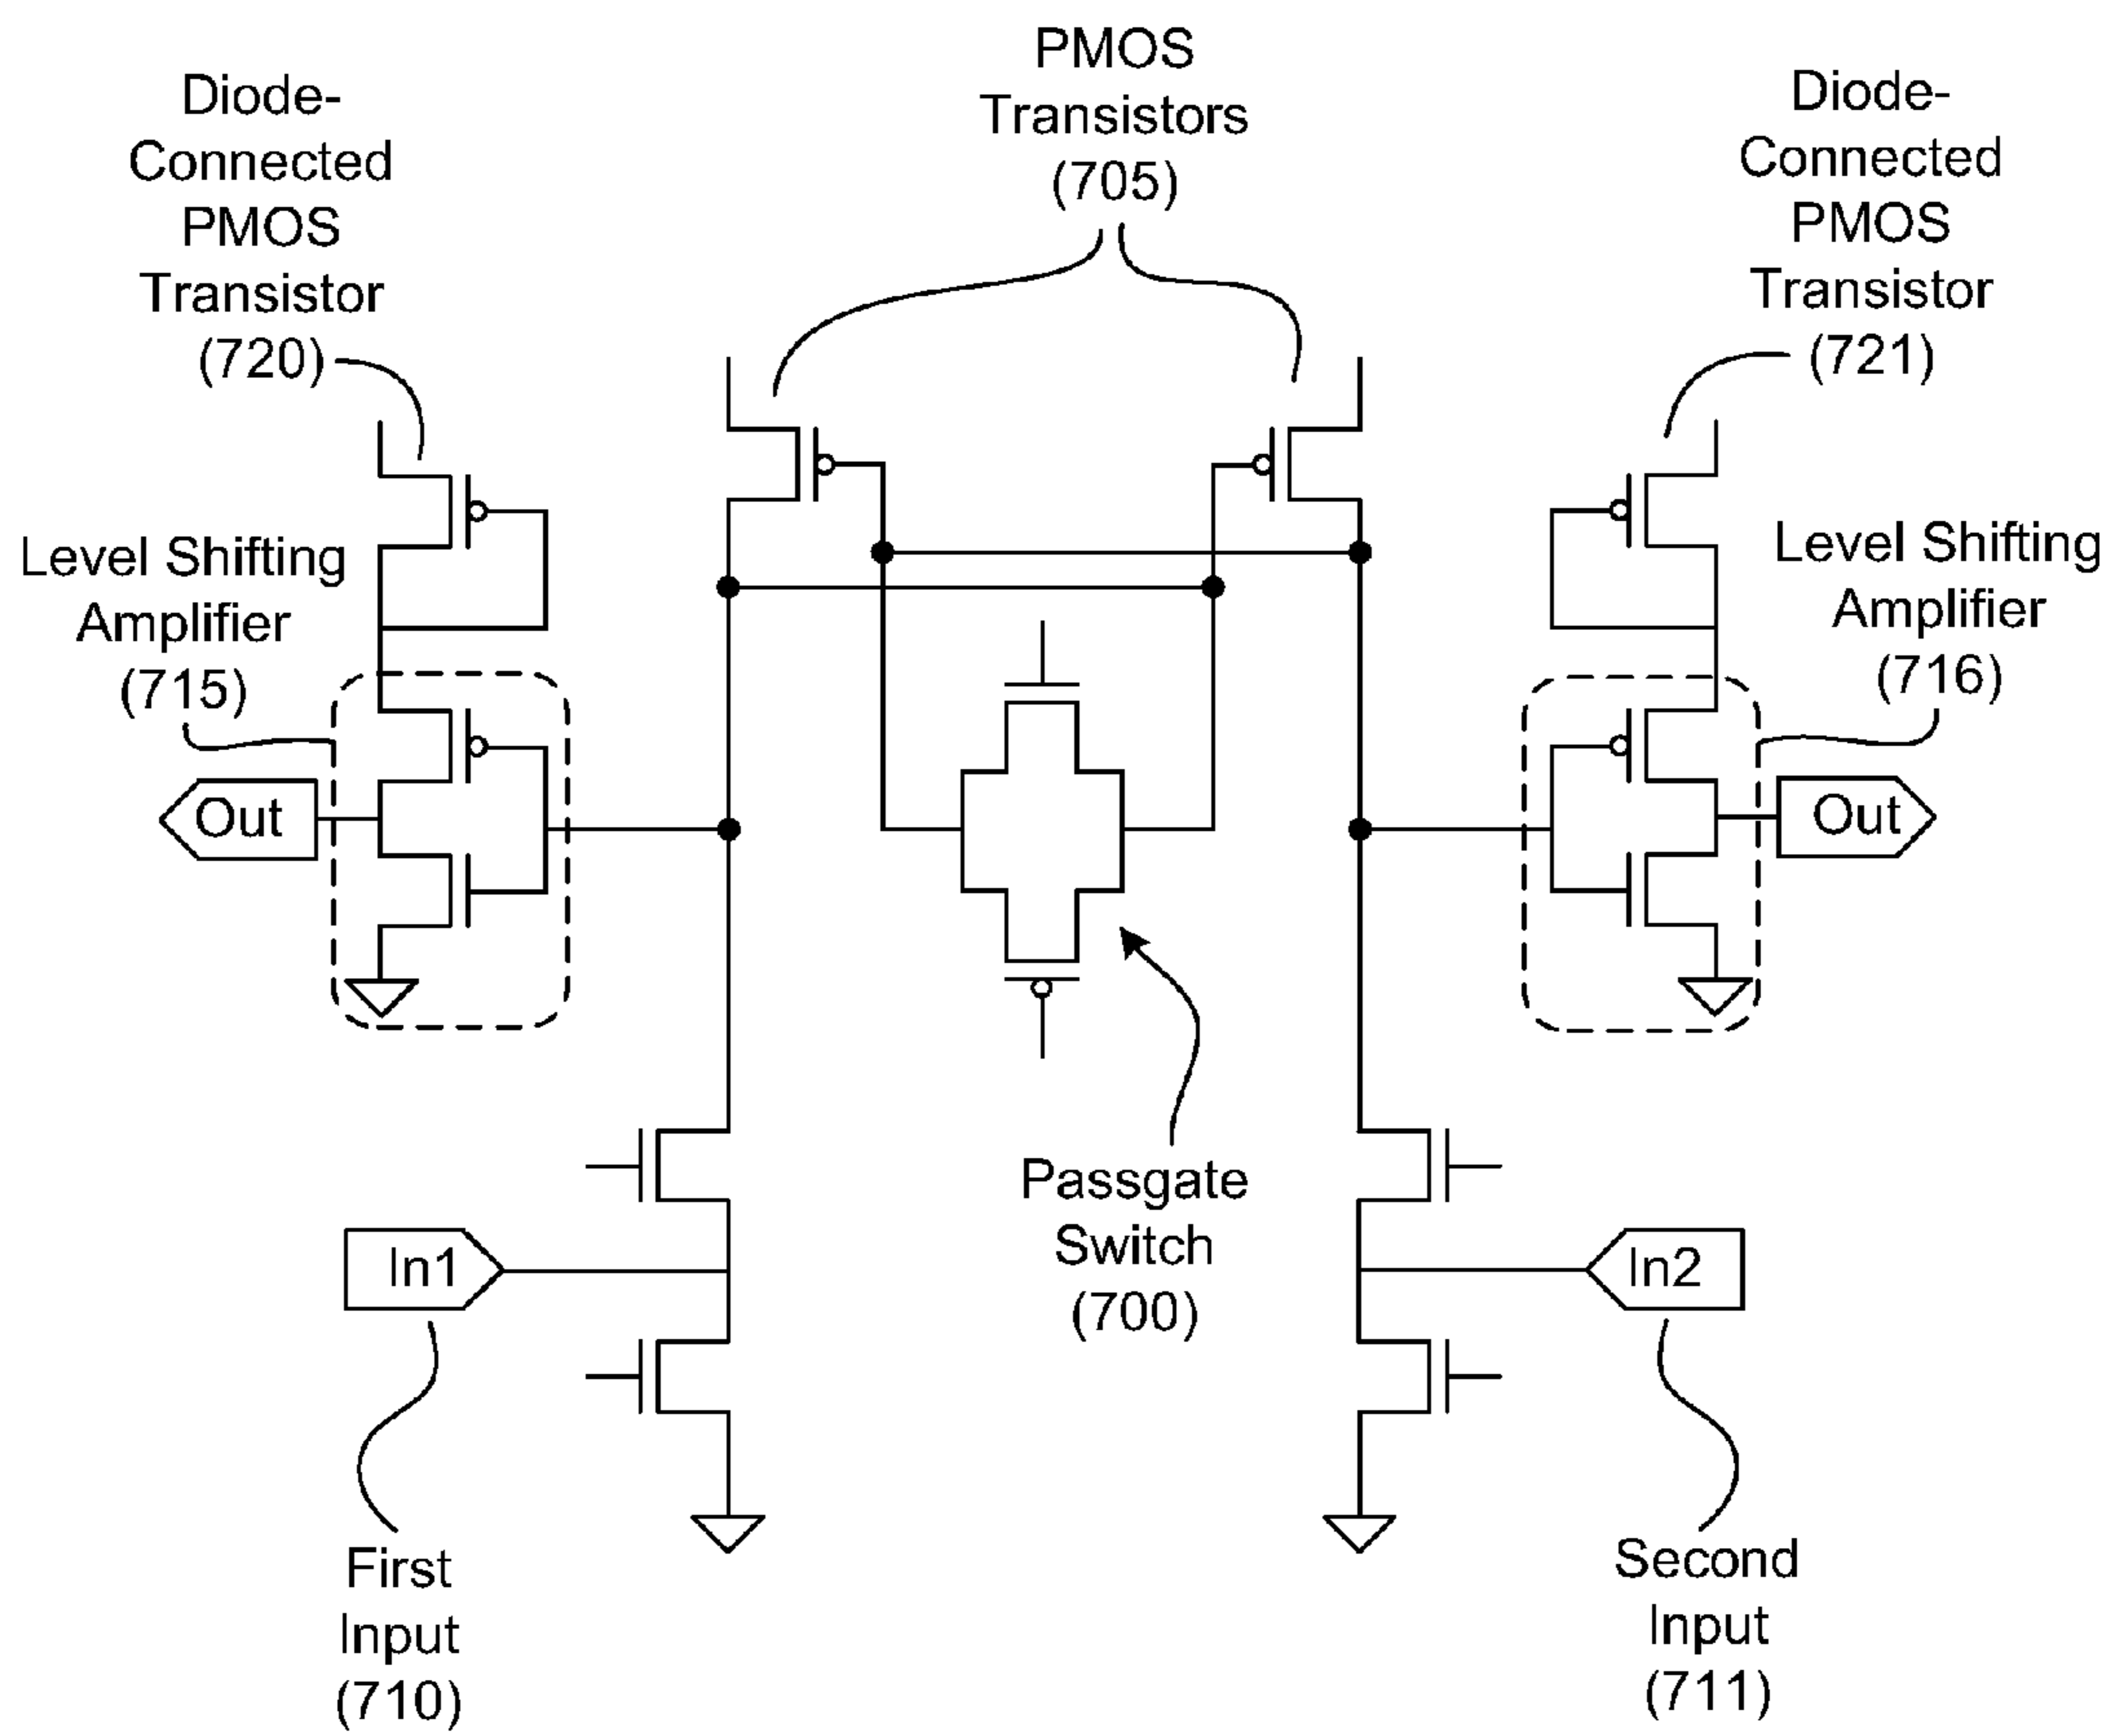 PMOS
Transistors
(705)
Diode-
Connected
PMOS
Transistor
(720)
Diode-
Connected
PMOS
Transistor
(721)
Level Shifting
Amplifier
(715)
Level Shifting
Amplifier
(716)
Out
Out
Passgate
Switch
(700)
In1
In2
First
Input
(710)
Second
Input
(711)